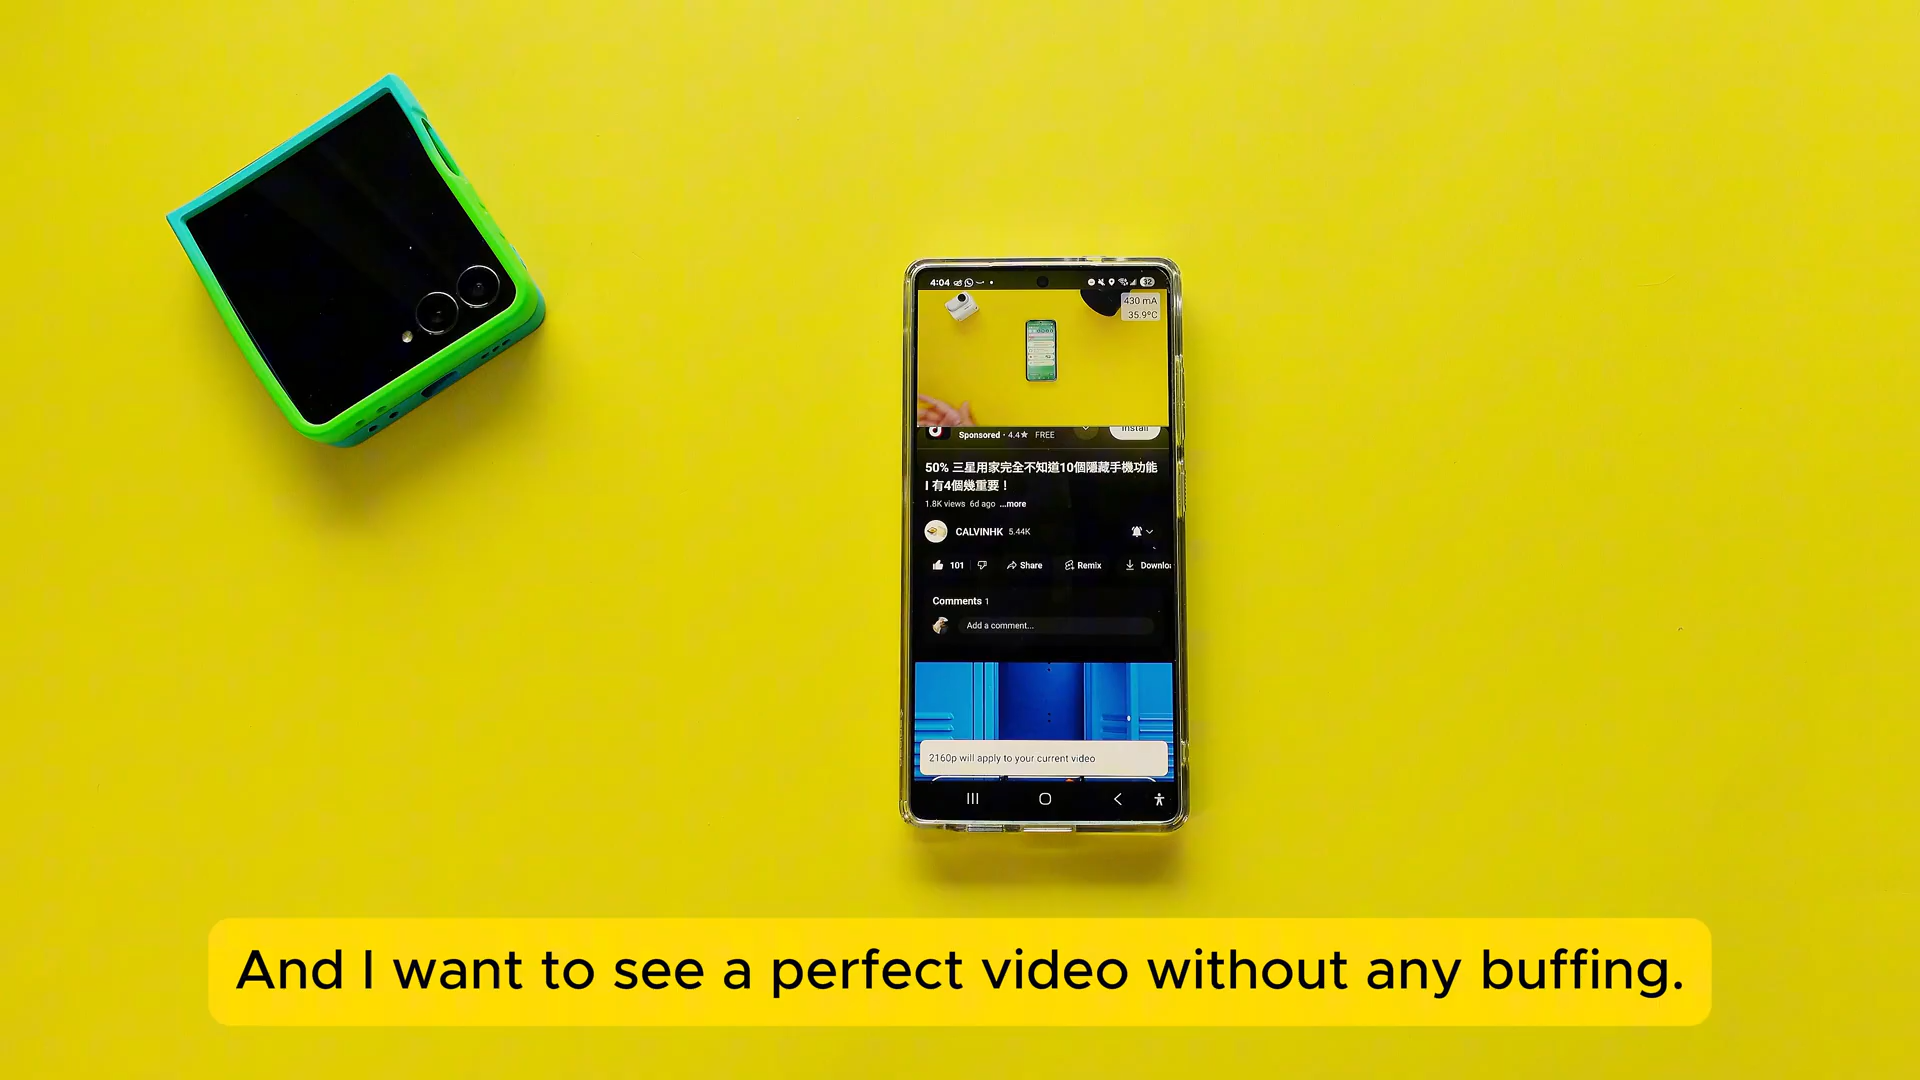 4:04
32
430 mA
35.9ºC
Sponsored · 4.4★ FREE
Install
50% 三星用家完全不知道10個隱藏手機功能
I 有4個幾重要！
1.8K views 6d ago ...more
CALVINHK 5.44K
101
Share
Remix
Downloa
Comments 1
Add a comment...
2160p will apply to your current video
And I want to see a perfect video without any buffing.